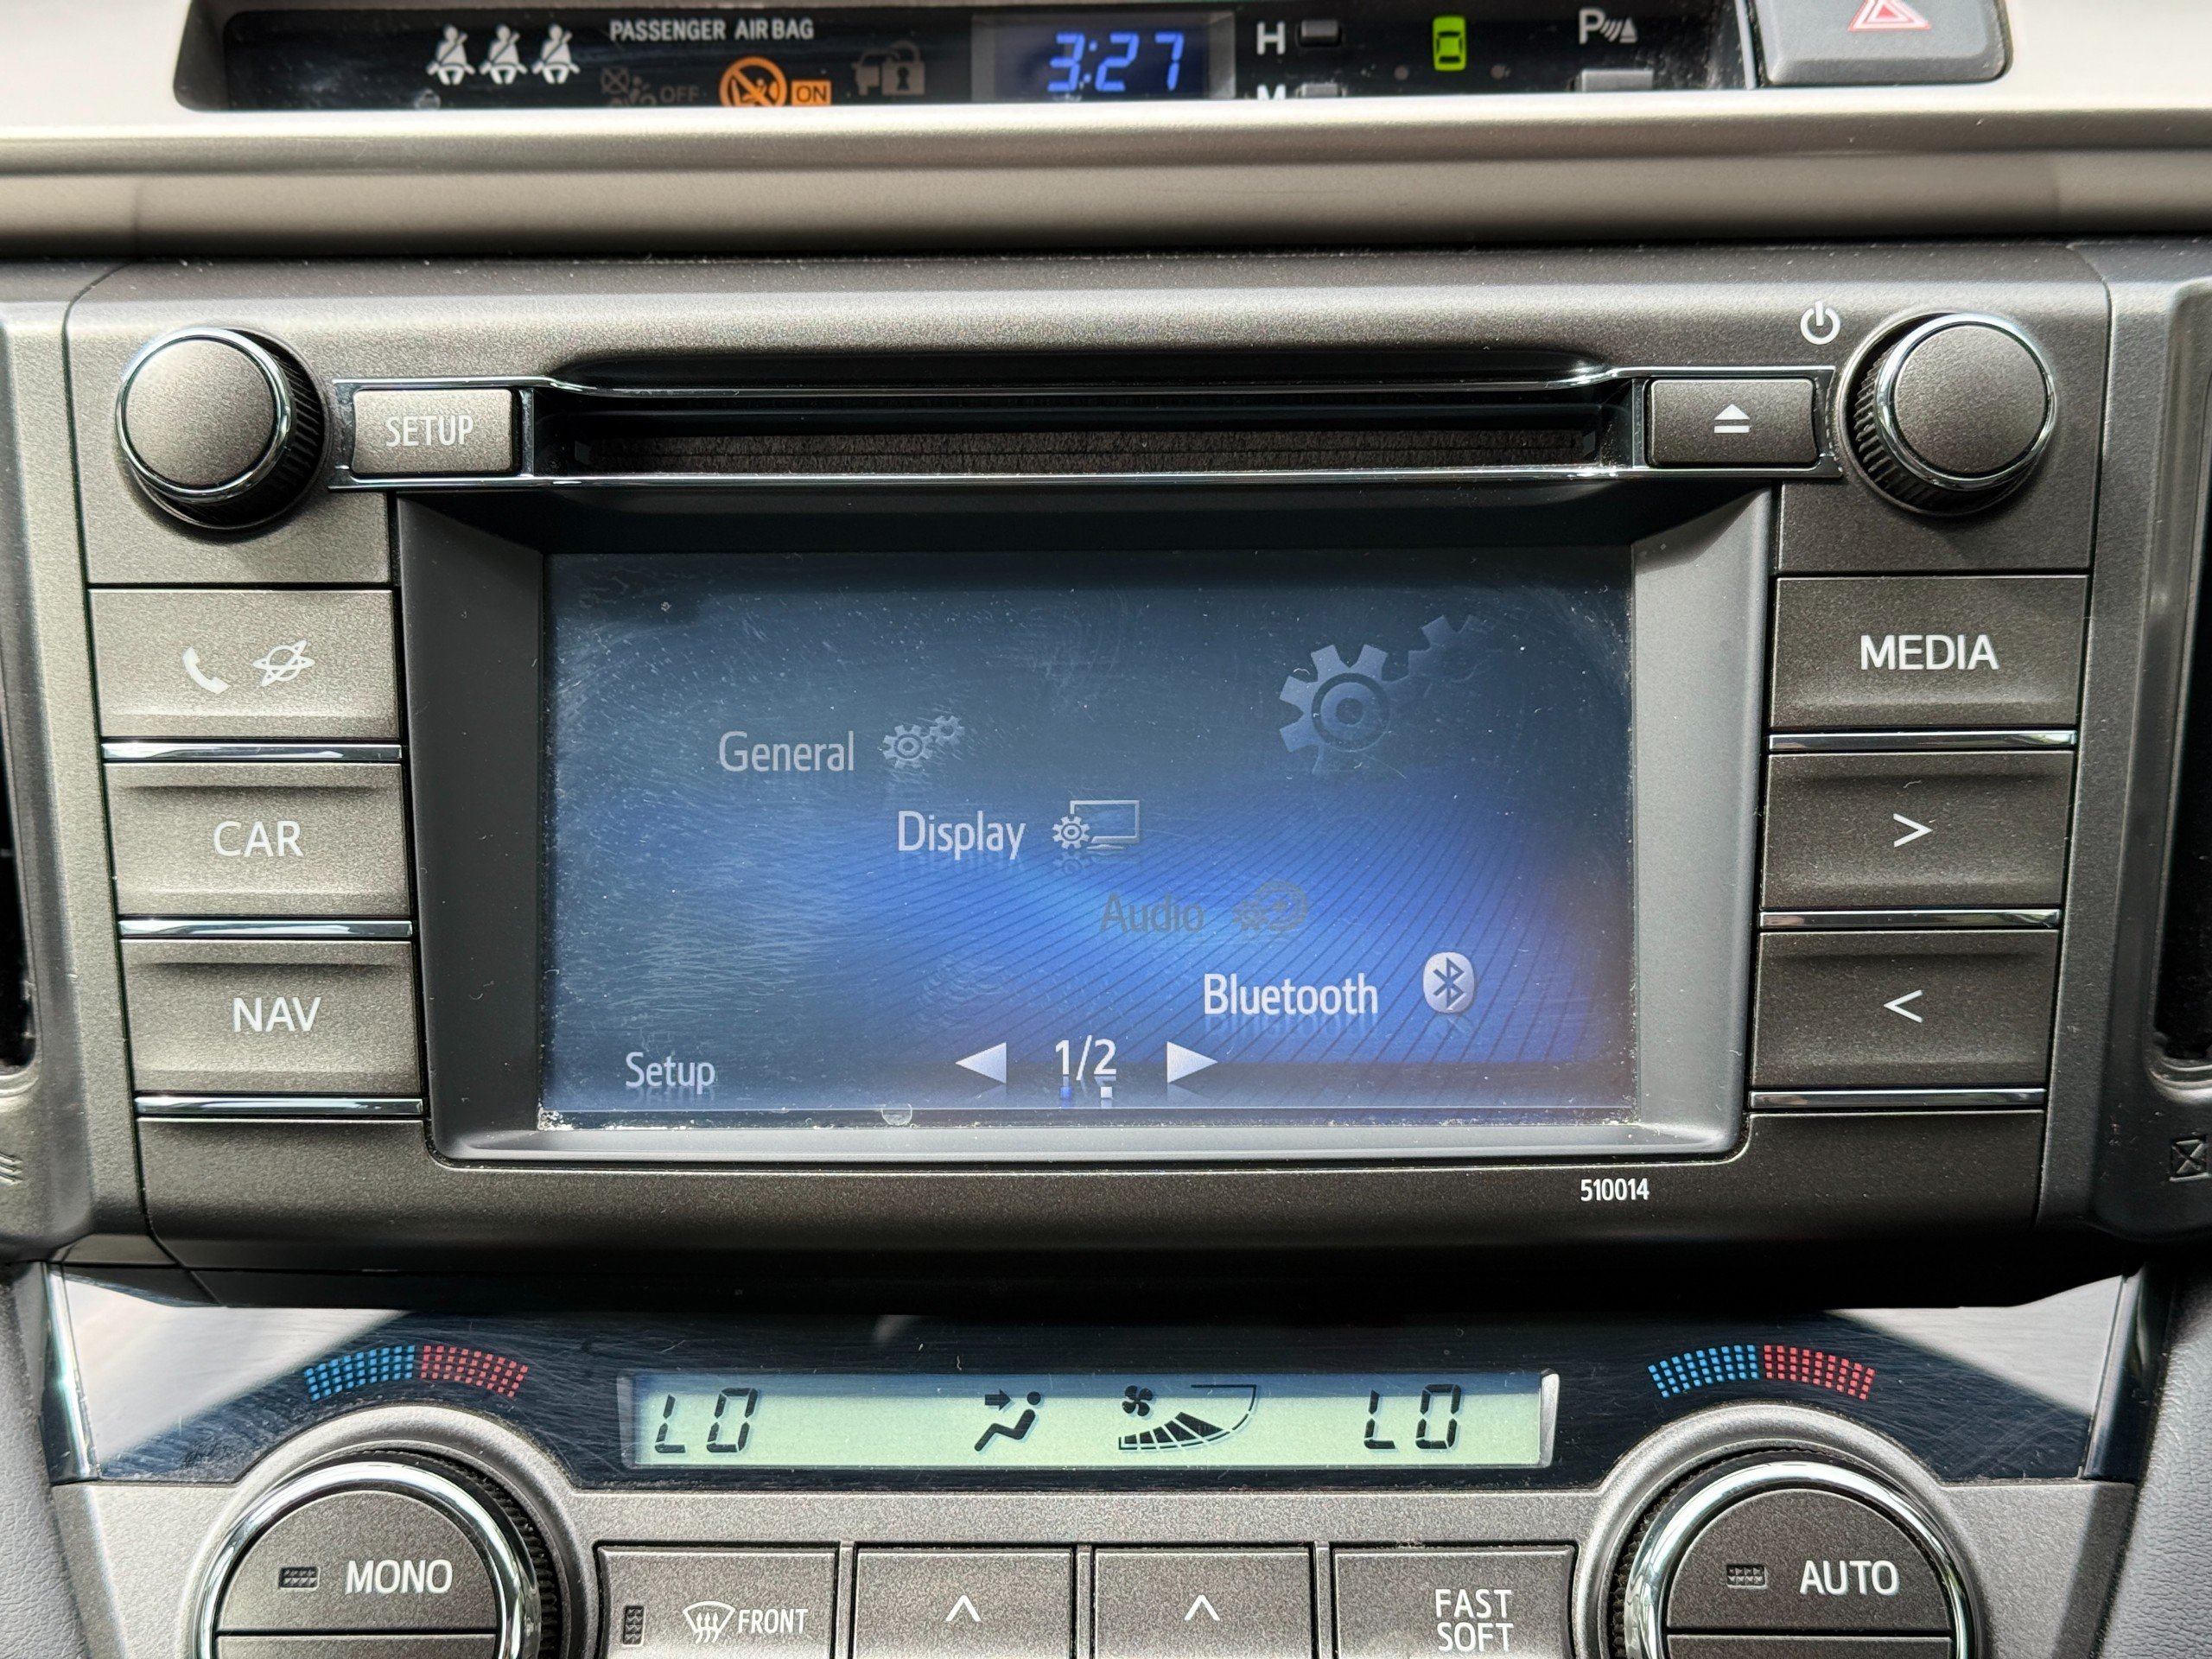 PASSENGER AIR BAG
OFF ON
3:27
H
M
P
SETUP
MEDIA
CAR
>
NAV
<
General
Display
Audio
Bluetooth
Setup
1/2
510014
LO LO
MONO
FRONT
FAST
SOFT
AUTO